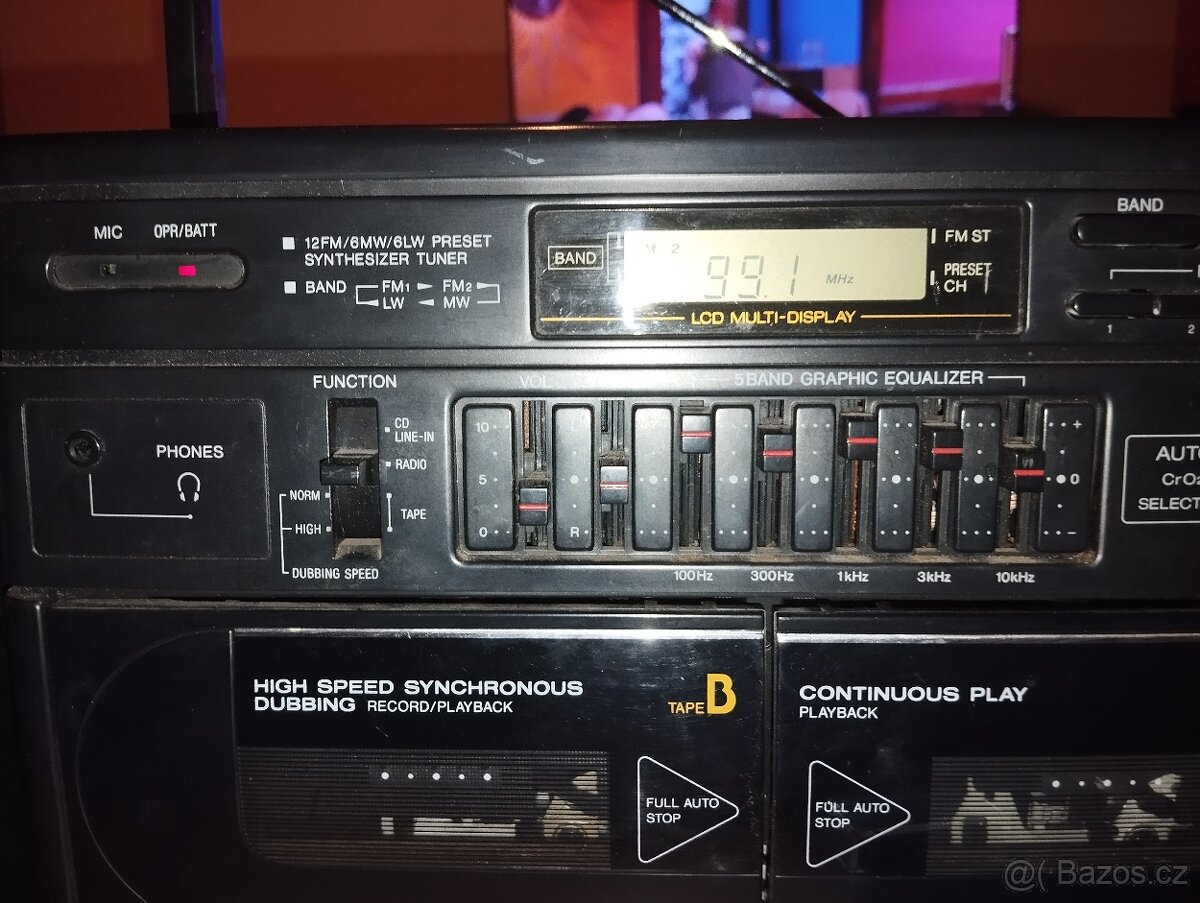 MIC OPR/BATT
12FM/6MW/6LW PRESET
SYNTHESIZER TUNER
BAND FM1 FM2
LW MW
BAND
M 2
99.1 MHz
FM ST
PRESET
CH
LCD MULTI-DISPLAY
BAND
1 2
FUNCTION
CD
LINE-IN
RADIO
NORM
TAPE
HIGH
DUBBING SPEED
PHONES
VOL
5BAND GRAPHIC EQUALIZER
10
5
0
R
+
0
-
100Hz 300Hz 1kHz 3kHz 10kHz
CrO2
HIGH SPEED SYNCHRONOUS
DUBBING RECORD/PLAYBACK
TAPE B
FULL AUTO
STOP
CONTINUOUS PLAY
PLAYBACK
FULL AUTO
STOP
@( Bazos.cz